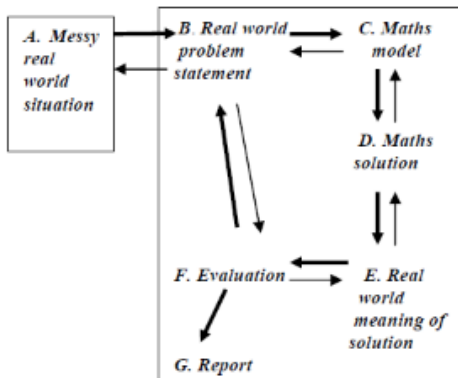 A. Messy
real
world
situation
B. Real world
problem
statement
C. Maths
model
D. Maths
solution
E. Real
world
meaning of
solution
F. Evaluation
G. Report